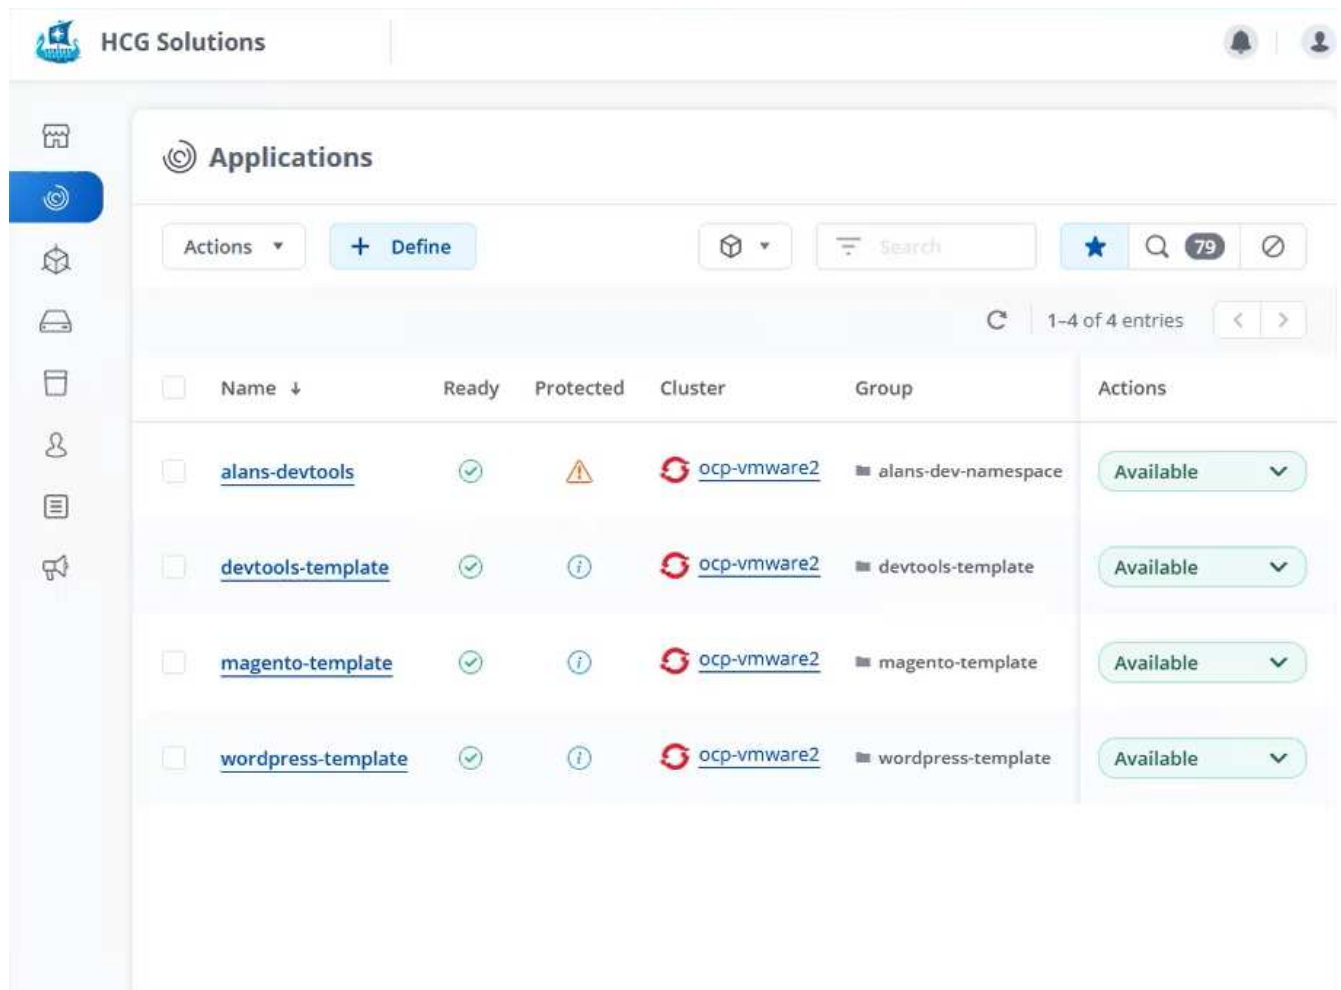 HCG Solutions
Applications
Actions
+ Define
Search
79
1–4 of 4 entries
Name ↓ Ready Protected Cluster Group Actions
alans-devtools ocp-vmware2 alans-dev-namespace Available
devtools-template ocp-vmware2 devtools-template Available
magento-template ocp-vmware2 magento-template Available
wordpress-template ocp-vmware2 wordpress-template Available